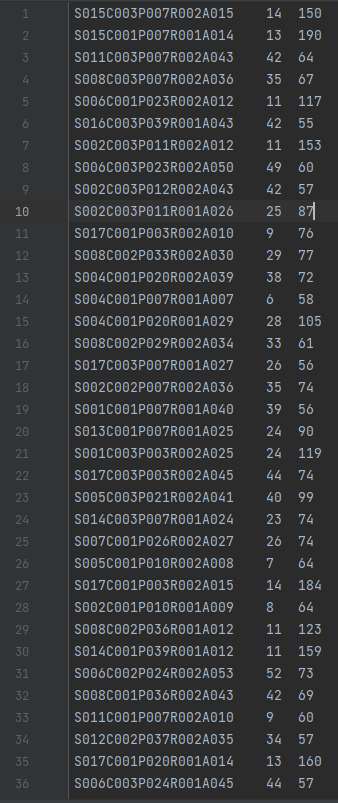 1 S015C003P007R002A015 14 150
2 S015C001P007R001A014 13 190
3 S011C003P007R002A043 42 64
4 S008C003P007R002A036 35 67
5 S006C001P023R002A012 11 117
6 S016C003P039R001A043 42 55
7 S002C003P011R002A012 11 153
8 S006C003P023R002A050 49 60
9 S002C003P012R002A043 42 57
10 S002C003P011R001A026 25 87
11 S017C001P003R002A010 9 76
12 S008C002P033R002A030 29 77
13 S004C001P020R002A039 38 72
14 S004C001P007R001A007 6 58
15 S004C001P020R001A029 28 105
16 S008C002P029R002A034 33 61
17 S017C003P007R001A027 26 56
18 S002C002P007R002A036 35 74
19 S001C001P007R001A040 39 56
20 S013C001P007R001A025 24 90
21 S001C003P003R002A025 24 119
22 S017C003P003R002A045 44 74
23 S005C003P021R002A041 40 99
24 S014C003P007R001A024 23 74
25 S007C001P026R002A027 26 74
26 S005C001P010R002A008 7 64
27 S017C001P003R002A015 14 184
28 S002C001P010R001A009 8 64
29 S008C002P036R001A012 11 123
30 S014C001P039R001A012 11 159
31 S006C002P024R002A053 52 73
32 S008C001P036R002A043 42 69
33 S011C001P007R002A010 9 60
34 S012C002P037R002A035 34 57
35 S017C001P020R001A014 13 160
36 S006C003P024R001A045 44 57